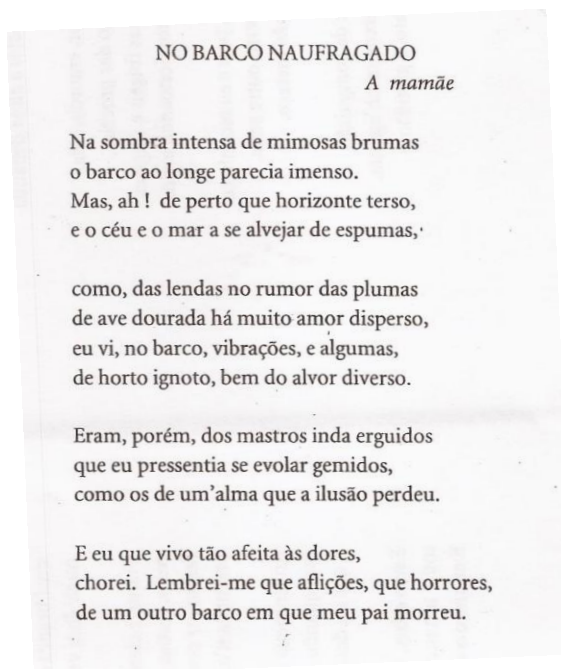 NO BARCO NAUFRAGADO
A mamãe
Na sombra intensa de mimosas brumas
o barco ao longe parecia imenso.
Mas, ah ! de perto que horizonte terso,
e o céu e o mar a se alvejar de espumas,
como, das lendas no rumor das plumas
de ave dourada há muito amor disperso,
eu vi, no barco, vibrações, e algumas,
de horto ignoto, bem do alvor diverso.
Eram, porém, dos mastros inda erguidos
que eu pressentia se evolar gemidos,
como os de um'alma que a ilusão perdeu.
E eu que vivo tão afeita às dores,
chorei. Lembrei-me que aflições, que horrores,
de um outro barco em que meu pai morreu.